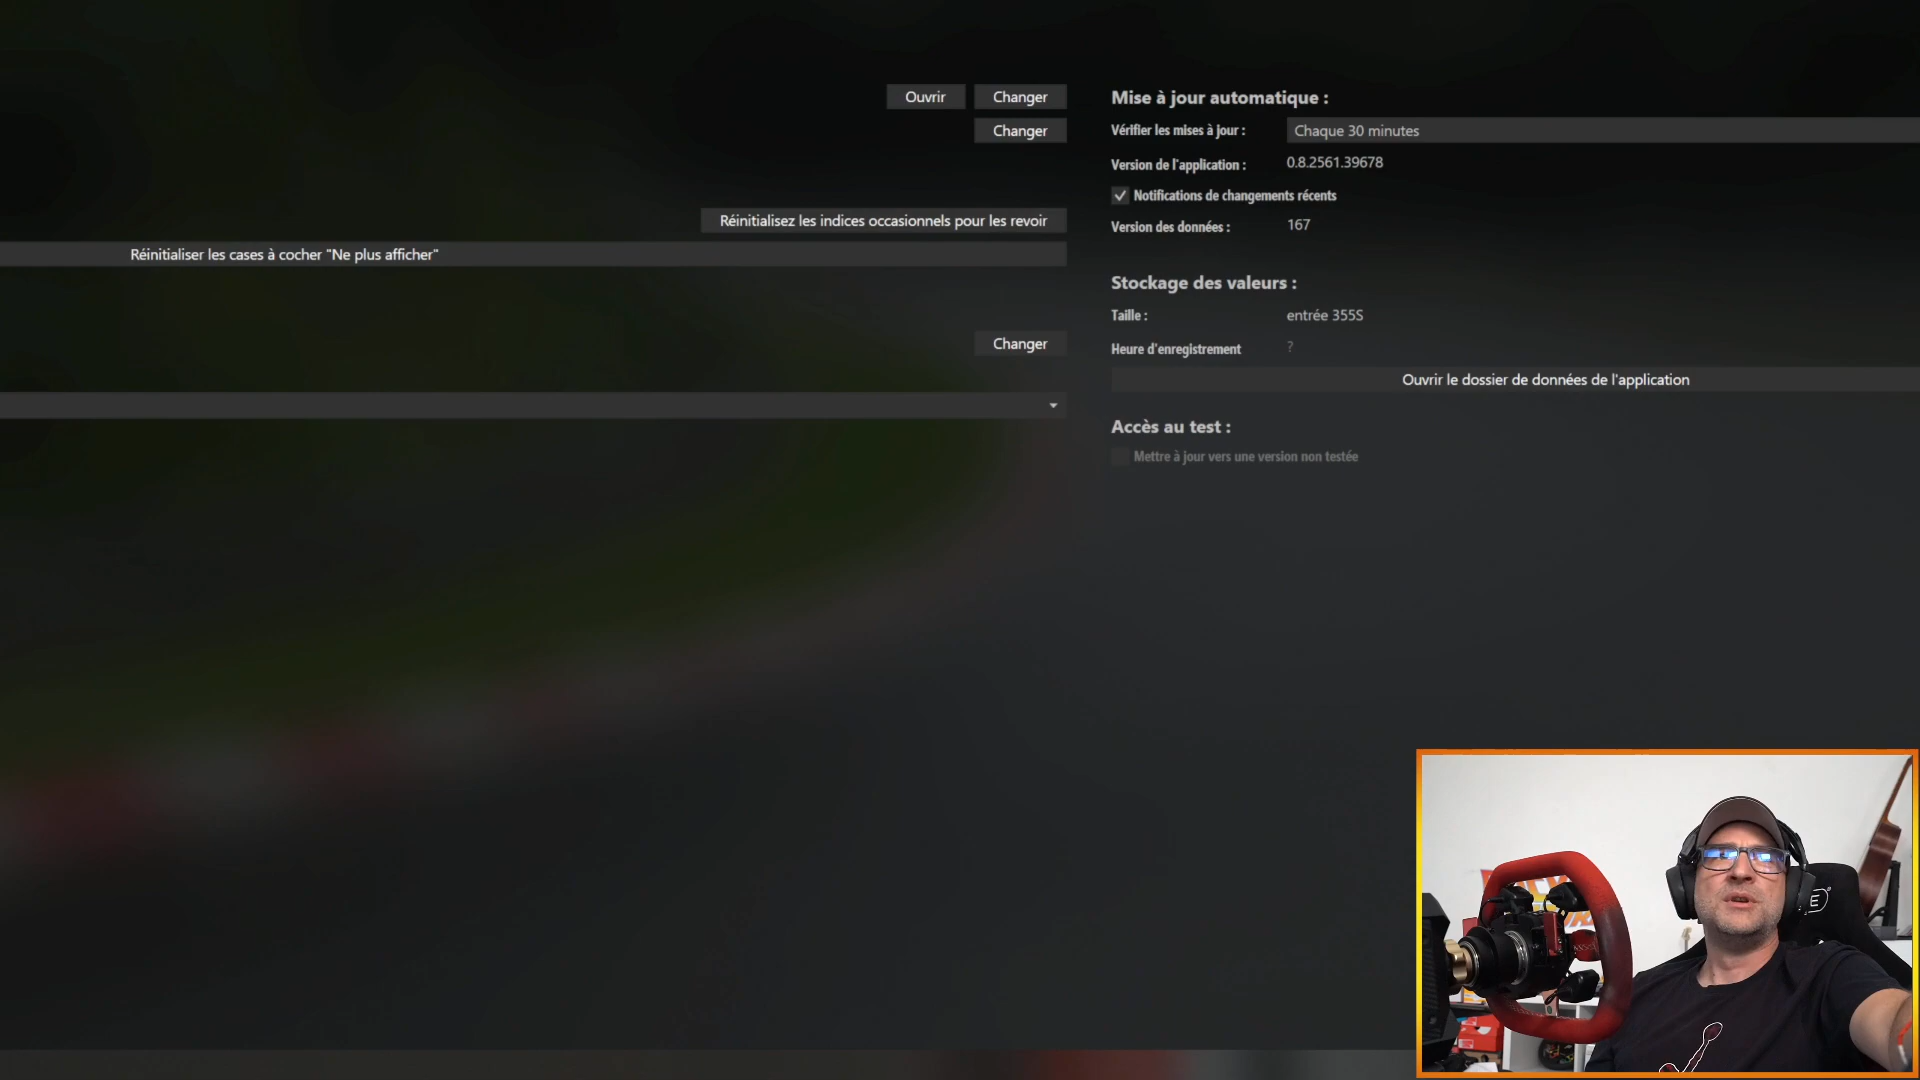 Ouvrir
Changer
Changer
Réinitialisez les indices occasionnels pour les revoir
Réinitialiser les cases à cocher "Ne plus afficher"
Changer
Mise à jour automatique :
Vérifier les mises à jour :
Chaque 30 minutes
Version de l'application :
0.8.2561.39678
Notifications de changements récents
Version des données :
167
Stockage des valeurs :
Taille :
entrée 355S
Heure d'enregistrement
?
Ouvrir le dossier de données de l'application
Accès au test :
Mettre à jour vers une version non testée